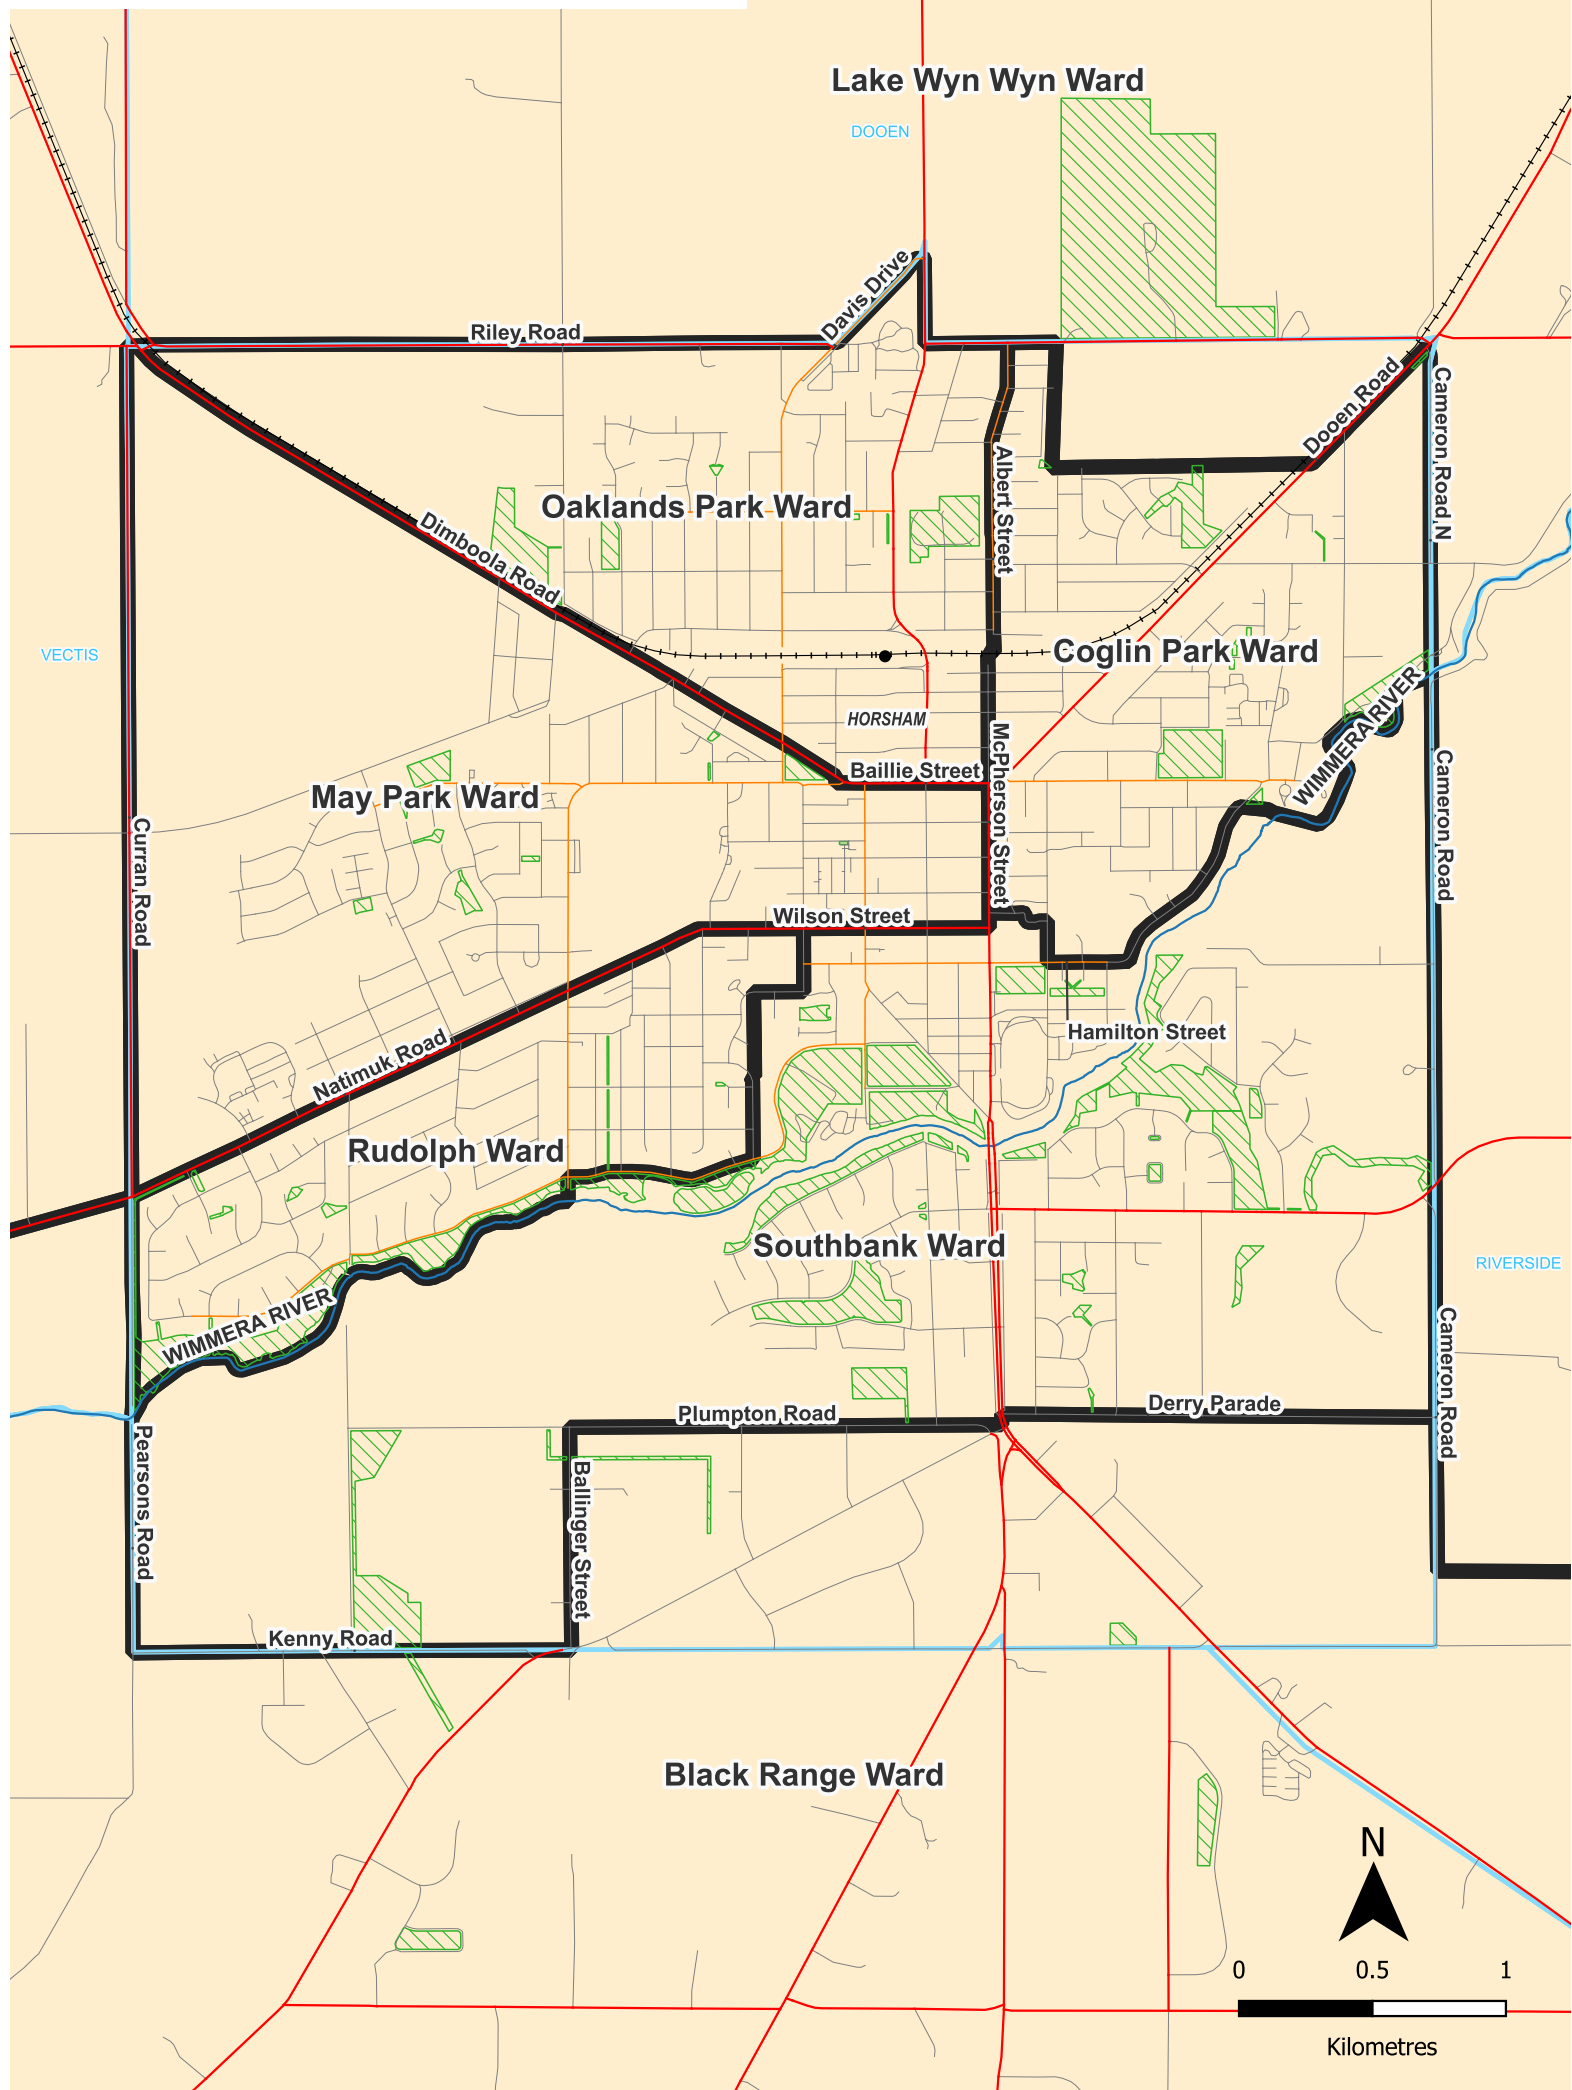 Lake Wyn Wyn Ward
DOOEN
Davis Drive
Riley Road
Dooen Road
Cameron Road N
Albert Street
Oaklands Park Ward
Dimboola Road
VECTIS
Coglin Park Ward
WIMMERA RIVER
HORSHAM
McPherson Street
Baillie Street
May Park Ward
Cameron Road
Curran Road
Wilson Street
Hamilton Street
Natimuk Road
Rudolph Ward
Southbank Ward
RIVERSIDE
WIMMERA RIVER
Cameron Road
Derry Parade
Plumpton Road
Pearsons Road
Ballinger Street
Kenny Road
Black Range Ward
N
0 0.5 1
Kilometres